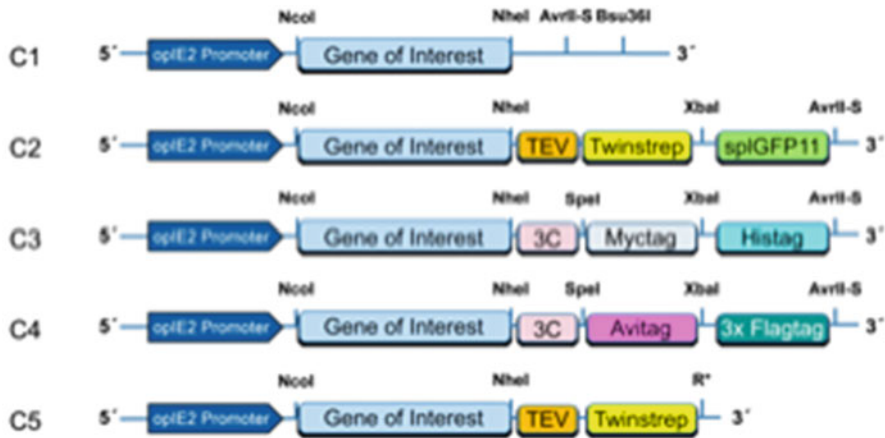 NcoI NheI AvrII-S Bsu36I
C1 5´ opIE2 Promoter Gene of Interest 3´
NcoI NheI XbaI AvrII-S
C2 5´ opIE2 Promoter Gene of Interest TEV Twinstrep splGFP11 3´
NcoI NheI SpeI XbaI AvrII-S
C3 5´ opIE2 Promoter Gene of Interest 3C Myctag Histag 3´
NcoI NheI SpeI XbaI AvrII-S
C4 5´ opIE2 Promoter Gene of Interest 3C Avitag 3x Flagtag 3´
NcoI NheI R*
C5 5´ opIE2 Promoter Gene of Interest TEV Twinstrep 3´